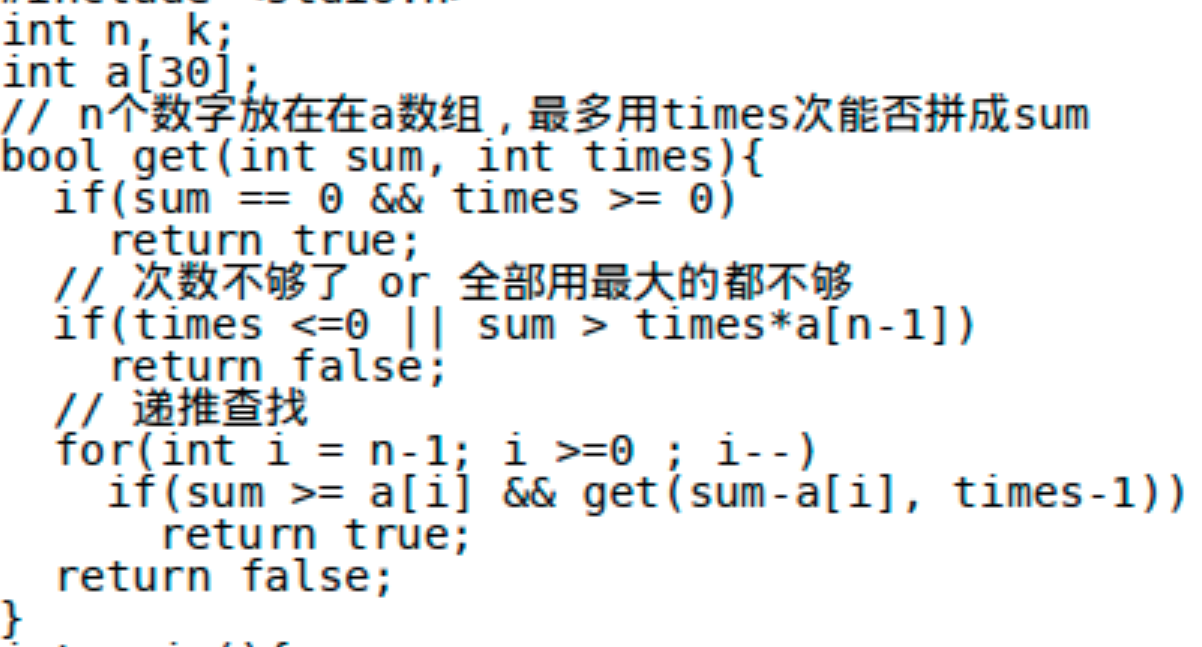 int n, k;
int a[30];
// n个数字放在在a数组，最多用times次能否拼成sum
bool get(int sum, int times){
  if(sum == 0 && times >= 0)
    return true;
  // 次数不够了 or 全部用最大的都不够
  if(times <=0 || sum > times*a[n-1])
    return false;
  // 递推查找
  for(int i = n-1; i >=0 ; i--)
    if(sum >= a[i] && get(sum-a[i], times-1))
      return true;
  return false;
}